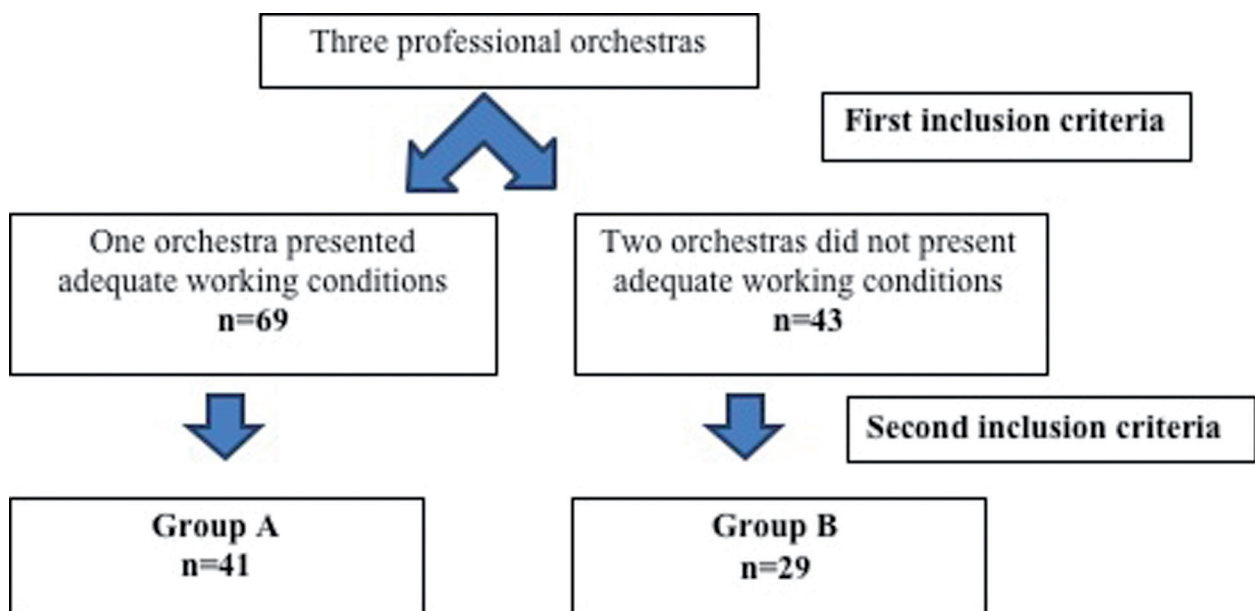 Three professional orchestras
First inclusion criteria
One orchestra presented
adequate working conditions
n=69
Two orchestras did not present
adequate working conditions
n=43
Second inclusion criteria
Group A
n=41
Group B
n=29